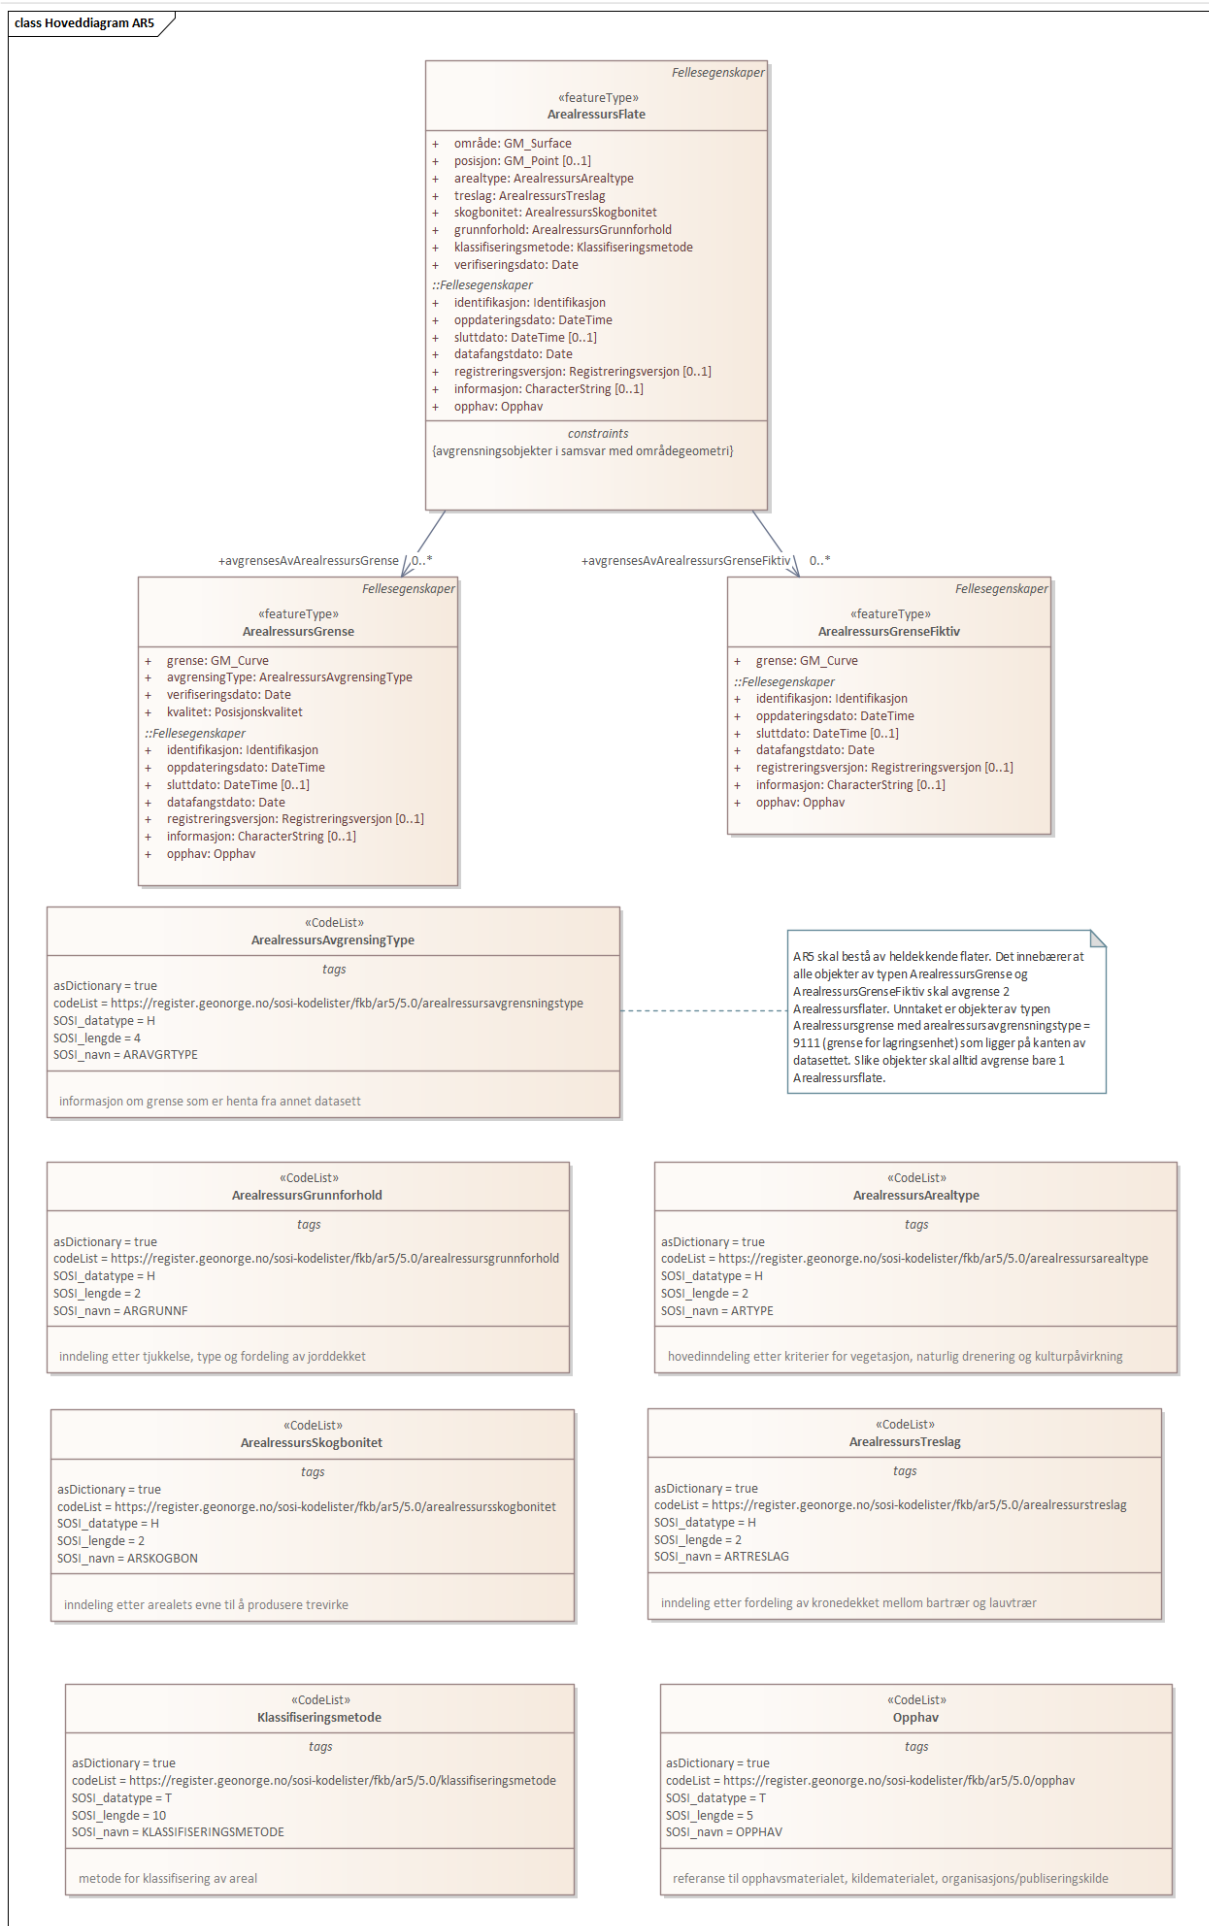 class Hoveddiagram AR5
Fellesegenskaper
«featureType»
ArealressursFlate
+ område: GM_Surface
+ posisjon: GM_Point [0..1]
+ arealtype: ArealressursArealtype
+ treslag: ArealressursTreslag
+ skogbonitet: ArealressursSkogbonitet
+ grunnforhold: ArealressursGrunnforhold
+ klassifiseringsmetode: Klassifiseringsmetode
+ verifiseringsdato: Date
::Fellesegenskaper
+ identifikasjon: Identifikasjon
+ oppdateringsdato: DateTime
+ sluttdato: DateTime [0..1]
+ datafangstdato: Date
+ registreringsversjon: Registreringsversjon [0..1]
+ informasjon: CharacterString [0..1]
+ opphav: Opphav
constraints
{avgrensningsobjekter i samsvar med områdegeometri}
+avgrensesAvArealressursGrense 0..*
+avgrensesAvArealressursGrenseFiktiv 0..*
Fellesegenskaper
«featureType»
ArealressursGrense
+ grense: GM_Curve
+ avgrensingType: ArealressursAvgrensingType
+ verifiseringsdato: Date
+ kvalitet: Posisjonskvalitet
::Fellesegenskaper
+ identifikasjon: Identifikasjon
+ oppdateringsdato: DateTime
+ sluttdato: DateTime [0..1]
+ datafangstdato: Date
+ registreringsversjon: Registreringsversjon [0..1]
+ informasjon: CharacterString [0..1]
+ opphav: Opphav
Fellesegenskaper
«featureType»
ArealressursGrenseFiktiv
+ grense: GM_Curve
::Fellesegenskaper
+ identifikasjon: Identifikasjon
+ oppdateringsdato: DateTime
+ sluttdato: DateTime [0..1]
+ datafangstdato: Date
+ registreringsversjon: Registreringsversjon [0..1]
+ informasjon: CharacterString [0..1]
+ opphav: Opphav
«CodeList»
ArealressursAvgrensingType
tags
asDictionary = true
codeList = https://register.geonorge.no/sosi-kodelister/fkb/ar5/5.0/arealressursavgrensningstype
SOSI_datatype = H
SOSI_lengde = 4
SOSI_navn = ARAVGRTYPE
informasjon om grense som er henta fra annet datasett
AR5 skal bestå av heldekkende flater. Det innebærer at
alle objekter av typen ArealressursGrense og
ArealressursGrenseFiktiv skal avgrense 2
Arealressursflater. Unntaket er objekter av typen
Arealressursgrense med arealressursavgrensningstype =
9111 (grense for lagringsenhet) som ligger på kanten av
datasettet. Slike objekter skal alltid avgrense bare 1
Arealressursflate.
«CodeList»
ArealressursGrunnforhold
tags
asDictionary = true
codeList = https://register.geonorge.no/sosi-kodelister/fkb/ar5/5.0/arealressursgrunnforhold
SOSI_datatype = H
SOSI_lengde = 2
SOSI_navn = ARGRUNNF
inndeling etter tjukkelse, type og fordeling av jorddekket
«CodeList»
ArealressursArealtype
tags
asDictionary = true
codeList = https://register.geonorge.no/sosi-kodelister/fkb/ar5/5.0/arealressursarealtype
SOSI_datatype = H
SOSI_lengde = 2
SOSI_navn = ARTYPE
hovedinndeling etter kriterier for vegetasjon, naturlig drenering og kulturpåvirkning
«CodeList»
ArealressursSkogbonitet
tags
asDictionary = true
codeList = https://register.geonorge.no/sosi-kodelister/fkb/ar5/5.0/arealressursskogbonitet
SOSI_datatype = H
SOSI_lengde = 2
SOSI_navn = ARSKOGBON
inndeling etter arealets evne til å produsere trevirke
«CodeList»
ArealressursTreslag
tags
asDictionary = true
codeList = https://register.geonorge.no/sosi-kodelister/fkb/ar5/5.0/arealressurstreslag
SOSI_datatype = H
SOSI_lengde = 2
SOSI_navn = ARTRESLAG
inndeling etter fordeling av kronedekket mellom bartrær og lauvtrær
«CodeList»
Klassifiseringsmetode
tags
asDictionary = true
codeList = https://register.geonorge.no/sosi-kodelister/fkb/ar5/5.0/klassifiseringsmetode
SOSI_datatype = T
SOSI_lengde = 10
SOSI_navn = KLASSIFISERINGSMETODE
metode for klassifisering av areal
«CodeList»
Opphav
tags
asDictionary = true
codeList = https://register.geonorge.no/sosi-kodelister/fkb/ar5/5.0/opphav
SOSI_datatype = T
SOSI_lengde = 5
SOSI_navn = OPPHAV
referanse til opphavsmaterialet, kildematerialet, organisasjons/publiseringskilde